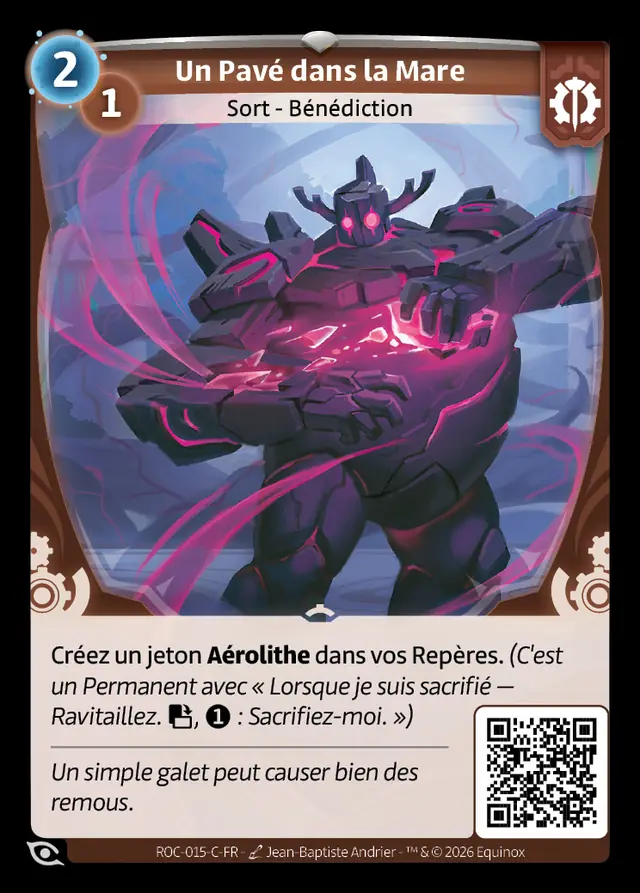 2
1
Un Pavé dans la Mare
Sort - Bénédiction
Créez un jeton Aérolithe dans vos Repères. (C'est
un Permanent avec « Lorsque je suis sacrifié —
Ravitaillez. , 1 : Sacrifiez-moi. »)
Un simple galet peut causer bien des
remous.
ROC-015-C-FR - Jean-Baptiste Andrier - ™ & © 2026 Equinox